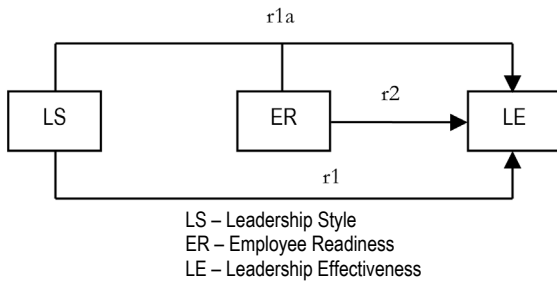 r1a
LS
ER
r2
LE
r1
LS – Leadership Style
ER – Employee Readiness
LE – Leadership Effectiveness